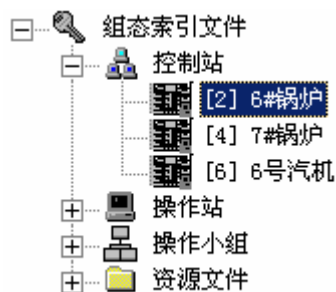 组态索引文件
控制站
[2] 6#锅炉
[4] 7#锅炉
[6] 6号汽机
操作站
操作小组
资源文件